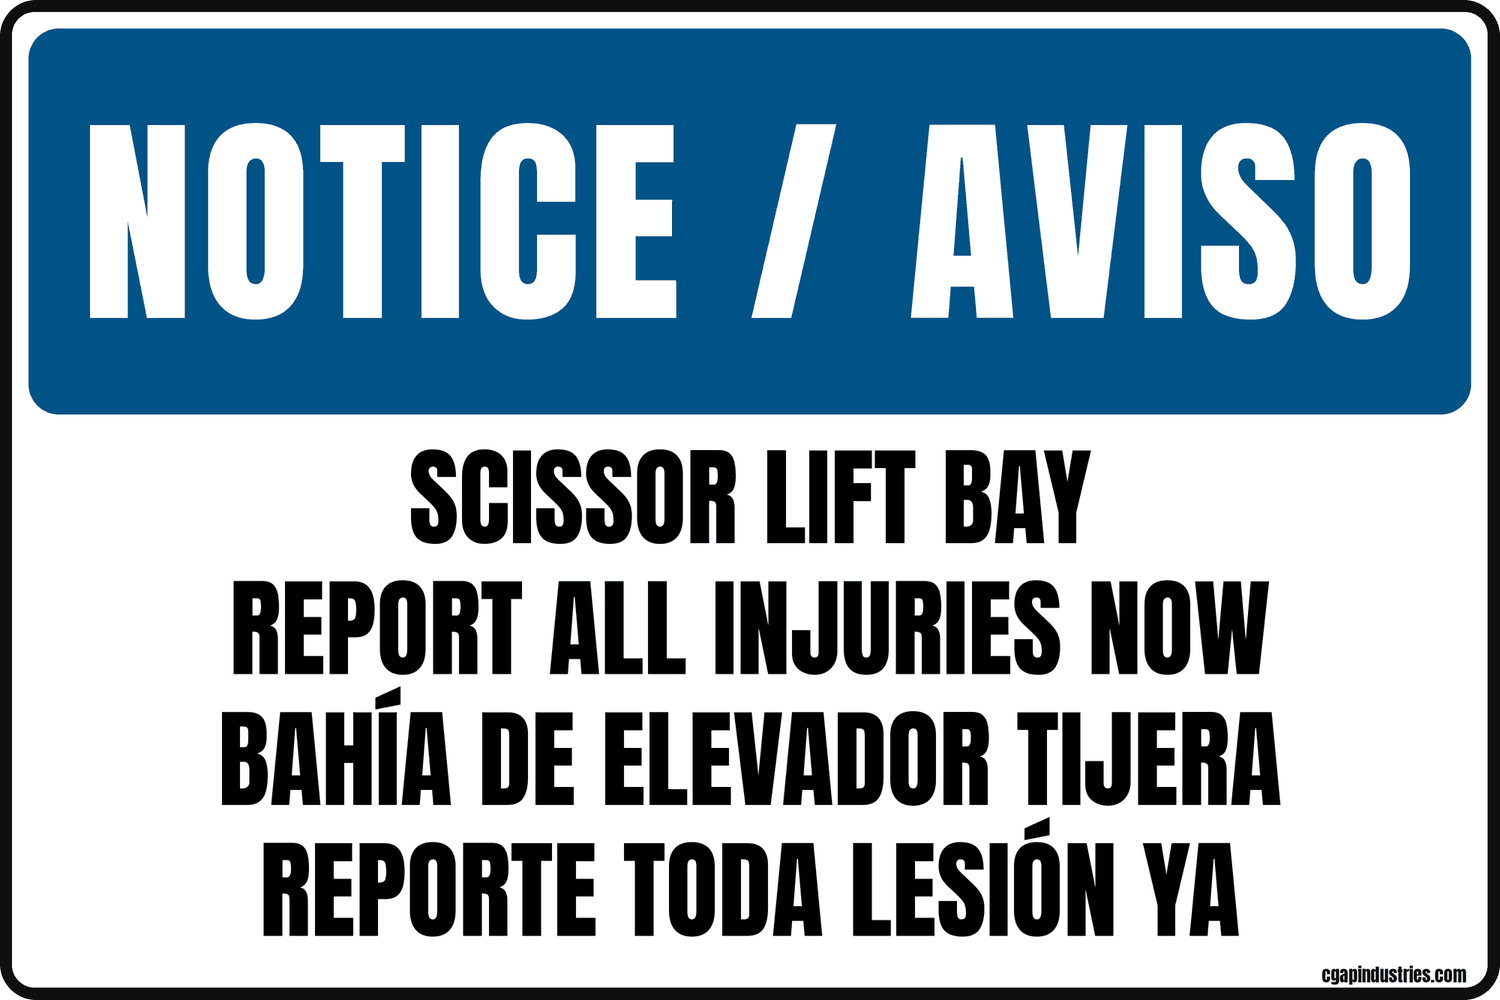 NOTICE / AVISO
SCISSOR LIFT BAY
REPORT ALL INJURIES NOW
BAHÍA DE ELEVADOR TIJERA
REPORTE TODA LESIÓN YA
cgapindustries.com